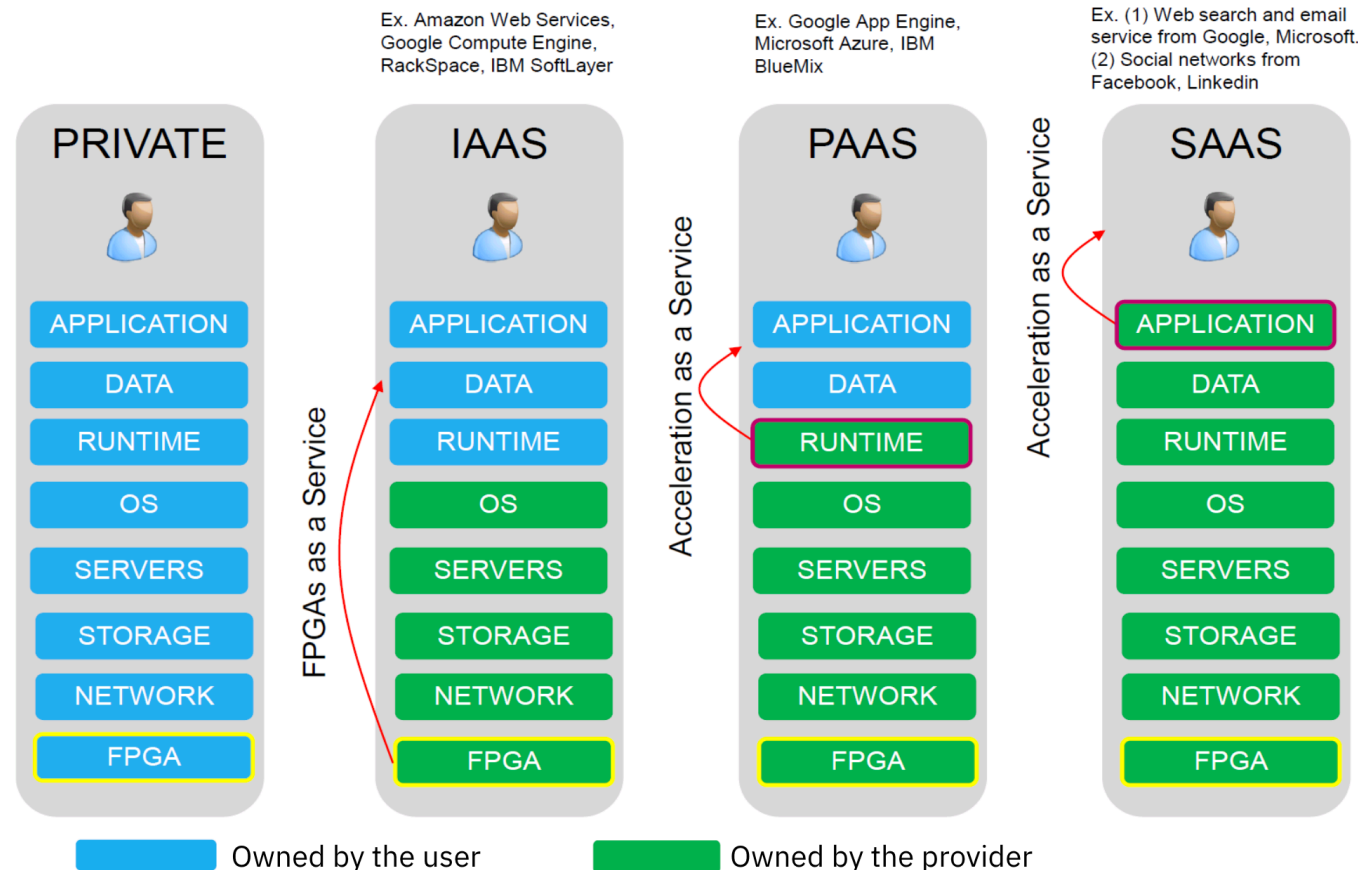 Ex. Amazon Web Services,
Google Compute Engine,
RackSpace, IBM SoftLayer
Ex. Google App Engine,
Microsoft Azure, IBM
BlueMix
Ex. (1) Web search and email
service from Google, Microsoft.
(2) Social networks from
Facebook, Linkedin
PRIVATE
APPLICATION
DATA
RUNTIME
OS
SERVERS
STORAGE
NETWORK
FPGA
FPGAs as a Service
IAAS
APPLICATION
DATA
RUNTIME
OS
SERVERS
STORAGE
NETWORK
FPGA
Acceleration as a Service
PAAS
APPLICATION
DATA
RUNTIME
OS
SERVERS
STORAGE
NETWORK
FPGA
Acceleration as a Service
SAAS
APPLICATION
DATA
RUNTIME
OS
SERVERS
STORAGE
NETWORK
FPGA
Owned by the user
Owned by the provider